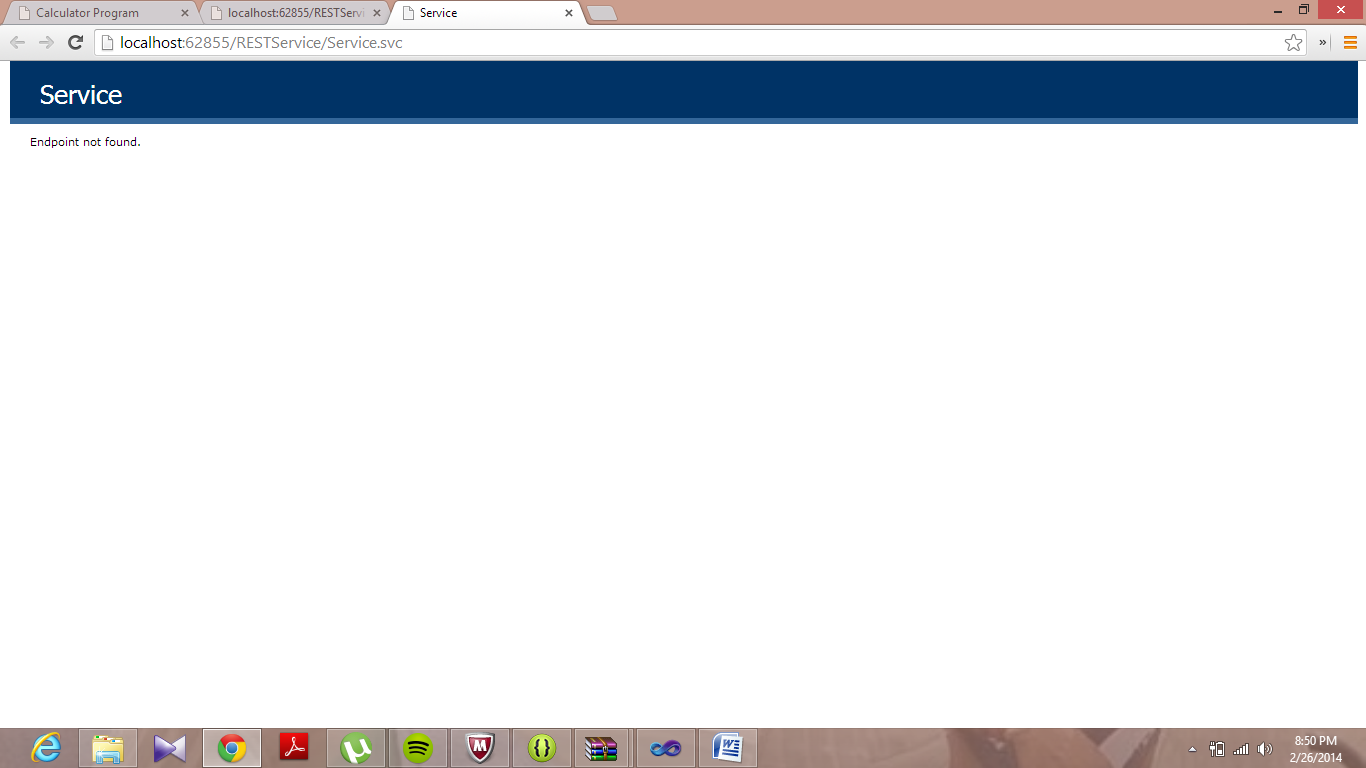 Calculator Program
localhost:62855/RESTServi
Service
localhost:62855/RESTService/Service.svc
Service
Endpoint not found.
8:50 PM
2/26/2014